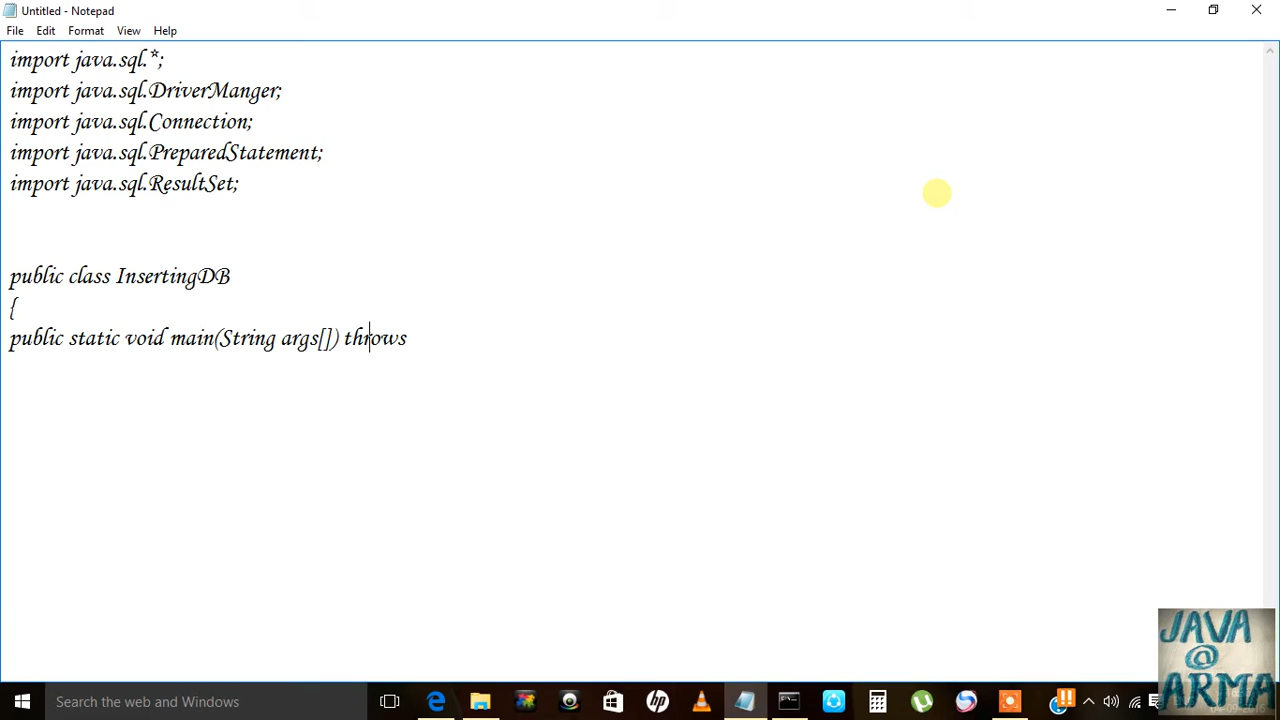 Untitled - Notepad
File Edit Format View Help
import java.sql.*;
import java.sql.DriverManger;
import java.sql.Connection;
import java.sql.PreparedStatement;
import java.sql.ResultSet;
public class InsertingDB
{
public static void main(String args[]) throws
JAVA
@
ARMA
Search the web and Windows